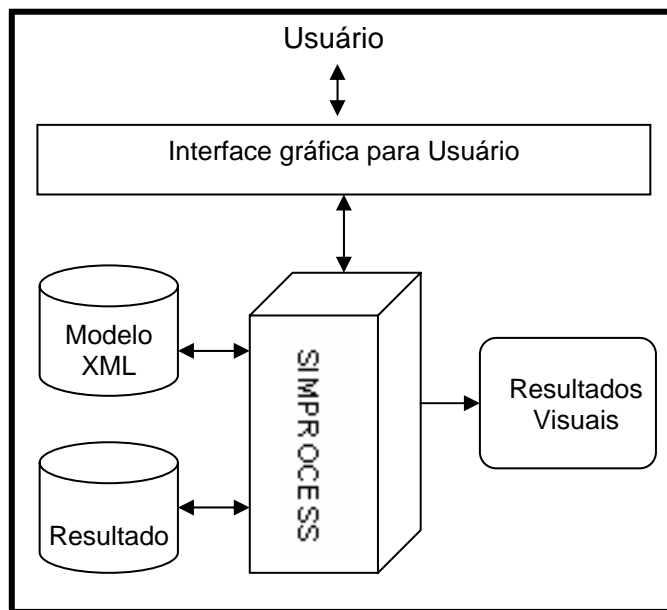 Usuário
Interface gráfica para Usuário
Modelo
XML
SIMPROCESS
Resultados
Visuais
Resultado